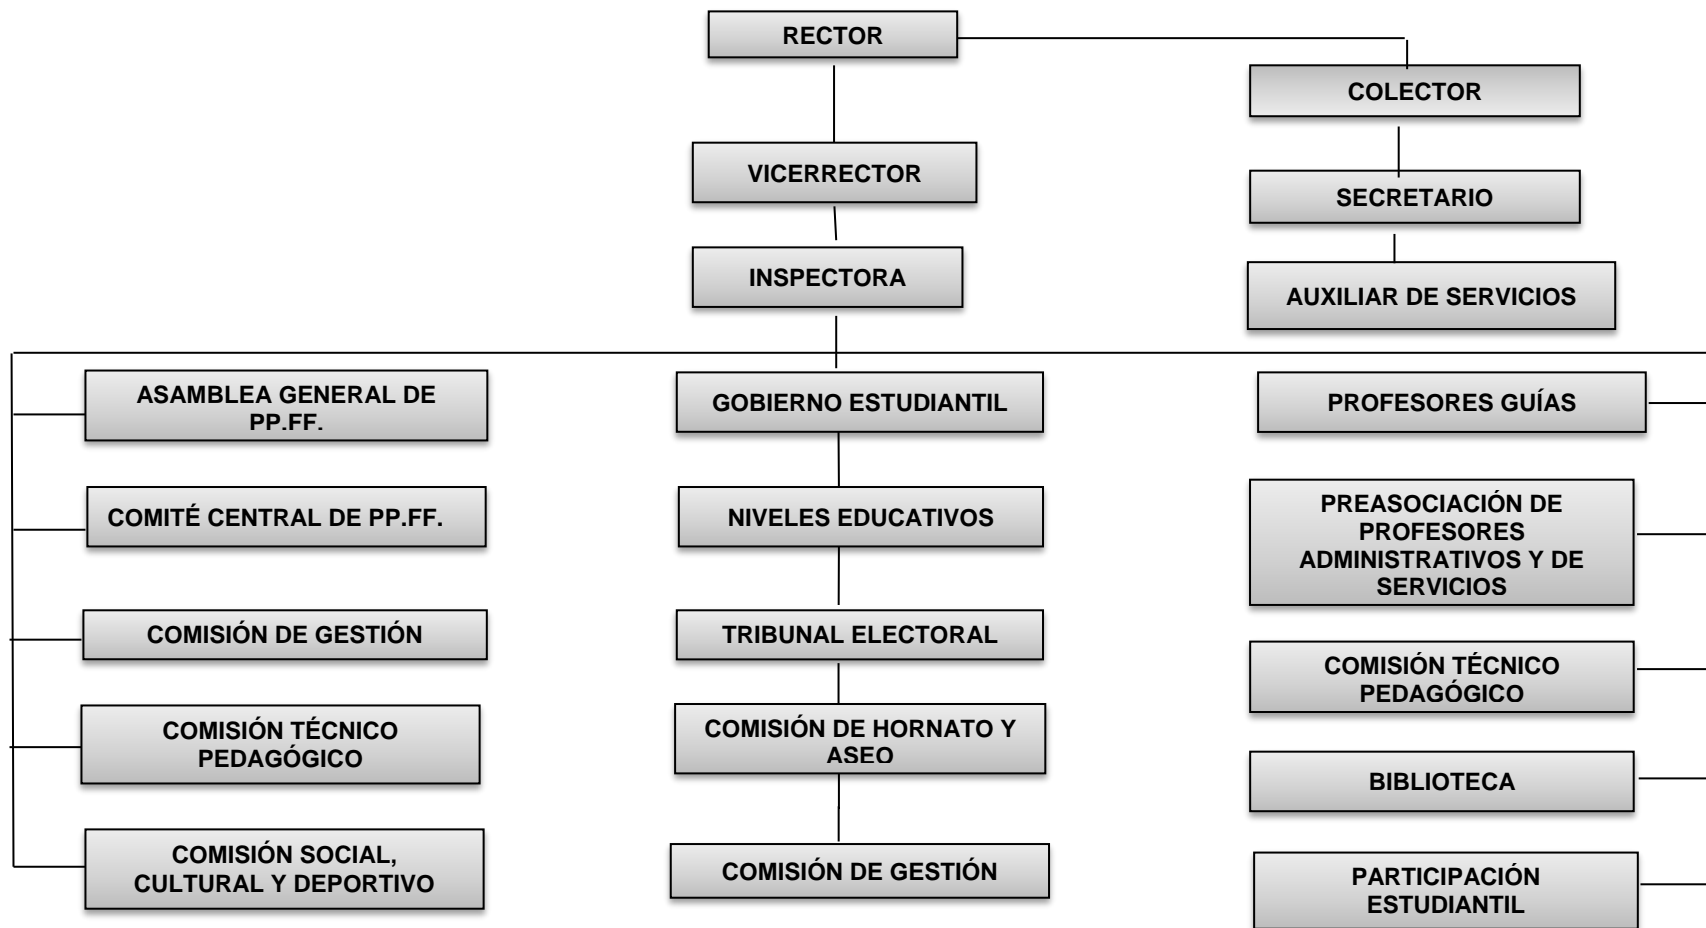 RECTOR
COLECTOR
VICERRECTOR
SECRETARIO
INSPECTORA
AUXILIAR DE SERVICIOS
ASAMBLEA GENERAL DE
PP.FF.
GOBIERNO ESTUDIANTIL
PROFESORES GUÍAS
COMITÉ CENTRAL DE PP.FF.
NIVELES EDUCATIVOS
PREASOCIACIÓN DE
PROFESORES
ADMINISTRATIVOS Y DE
SERVICIOS
COMISIÓN DE GESTIÓN
TRIBUNAL ELECTORAL
COMISIÓN TÉCNICO
PEDAGÓGICO
COMISIÓN TÉCNICO
PEDAGÓGICO
COMISIÓN DE HORNATO Y
ASEO
BIBLIOTECA
COMISIÓN SOCIAL,
CULTURAL Y DEPORTIVO
COMISIÓN DE GESTIÓN
PARTICIPACIÓN
ESTUDIANTIL